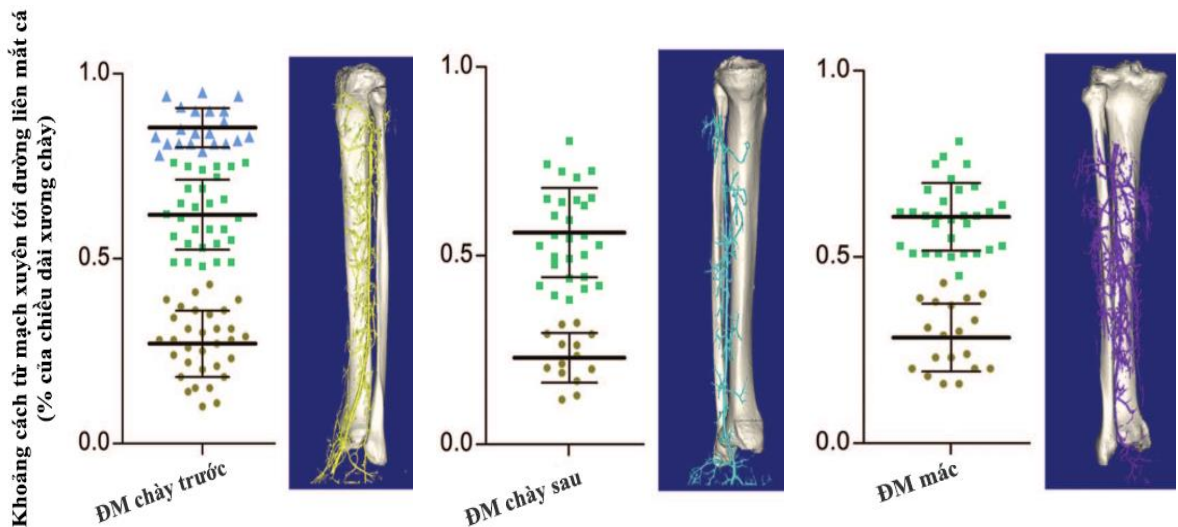 Khoảng cách từ mạch xuyên tới đường liên mắt cá
(% của chiều dài xương chày)
1.0
0.5
0.0
ĐM chày trước
1.0
0.5
0.0
ĐM chày sau
1.0
0.5
0.0
ĐM mác